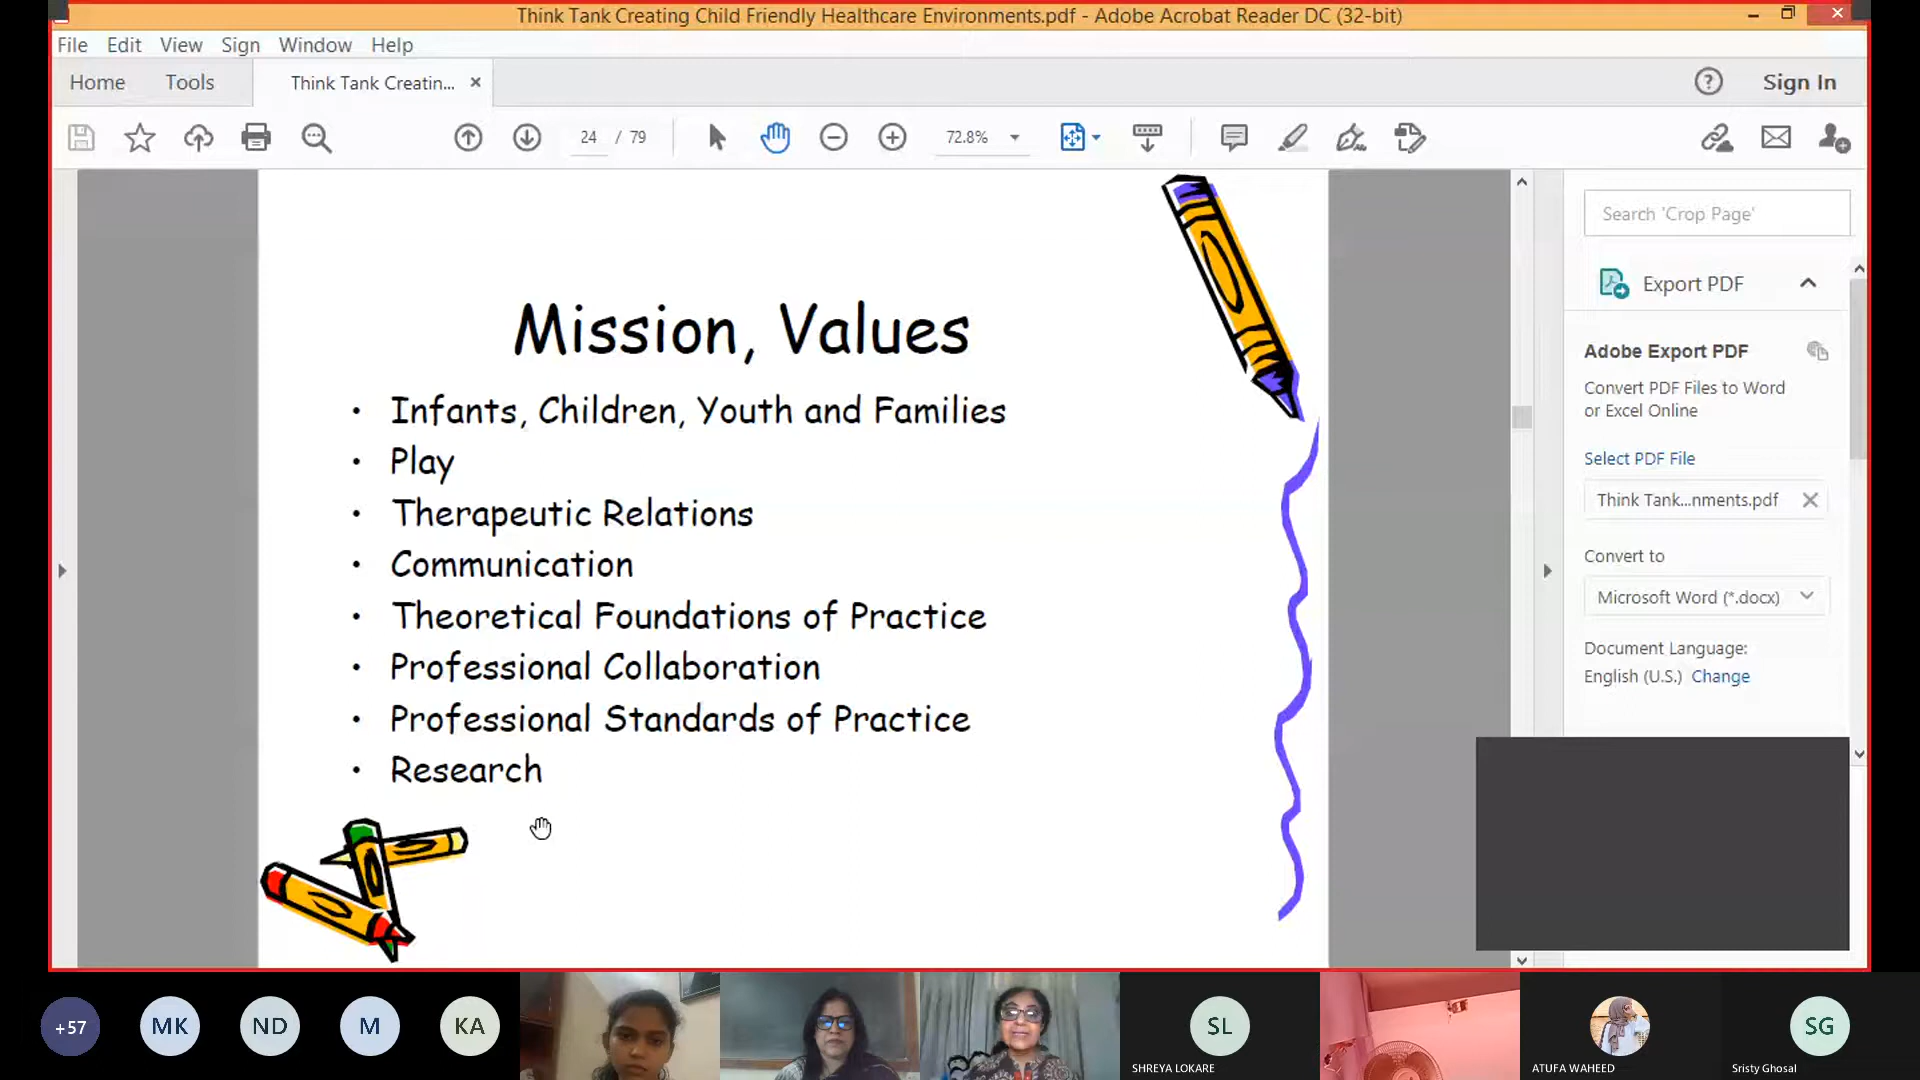 Think Tank Creating Child Friendly Healthcare Environments.pdf - Adobe Acrobat Reader DC (32-bit)
File Edit View Sign Window Help
Home Tools Think Tank Creatin... Sign In
24 / 79 72.8%
Search 'Crop Page'
Export PDF
Adobe Export PDF
Convert PDF Files to Word
or Excel Online
Select PDF File
Think Tank...nments.pdf
Convert to
Microsoft Word (*.docx)
Document Language:
English (U.S.) Change
Mission, Values
• Infants, Children, Youth and Families
• Play
• Therapeutic Relations
• Communication
• Theoretical Foundations of Practice
• Professional Collaboration
• Professional Standards of Practice
• Research
+57 MK ND M KA SL SG
SHREYA LOKARE ATUFA WAHEED Sristy Ghosal